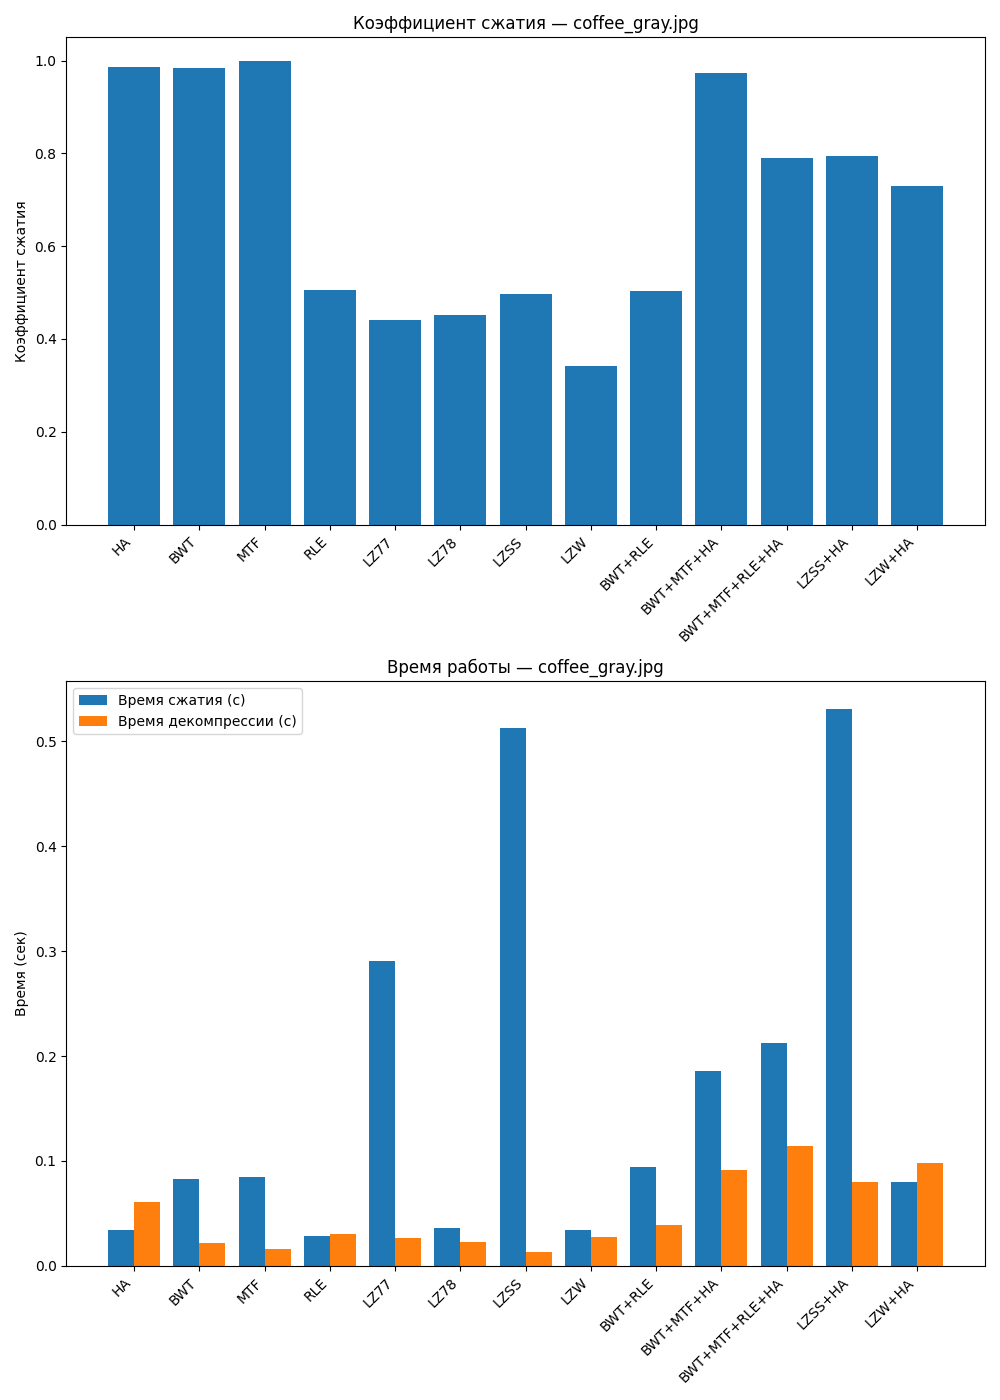 Коэффициент сжатия — coffee_gray.jpg
Коэффициент сжатия
1.0
0.8
0.6
0.4
0.2
0.0
HA
BWT
MTF
RLE
LZ77
LZ78
LZSS
LZW
BWT+RLE
BWT+MTF+HA
BWT+MTF+RLE+HA
LZSS+HA
LZW+HA
Время работы — coffee_gray.jpg
Время сжатия (с)
Время декомпрессии (с)
Время (сек)
0.5
0.4
0.3
0.2
0.1
0.0
HA
BWT
MTF
RLE
LZ77
LZ78
LZSS
LZW
BWT+RLE
BWT+MTF+HA
BWT+MTF+RLE+HA
LZSS+HA
LZW+HA